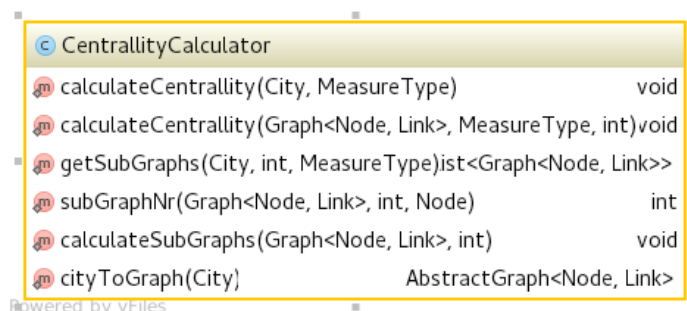 C CentrallityCalculator
m calculateCentrallity(City, MeasureType) void
m calculateCentrallity(Graph<Node, Link>, MeasureType, int) void
m getSubGraphs(City, int, MeasureType) ist<Graph<Node, Link>>
m subGraphNr(Graph<Node, Link>, int, Node) int
m calculateSubGraphs(Graph<Node, Link>, int) void
m cityToGraph(City) AbstractGraph<Node, Link>
Powered by yFiles